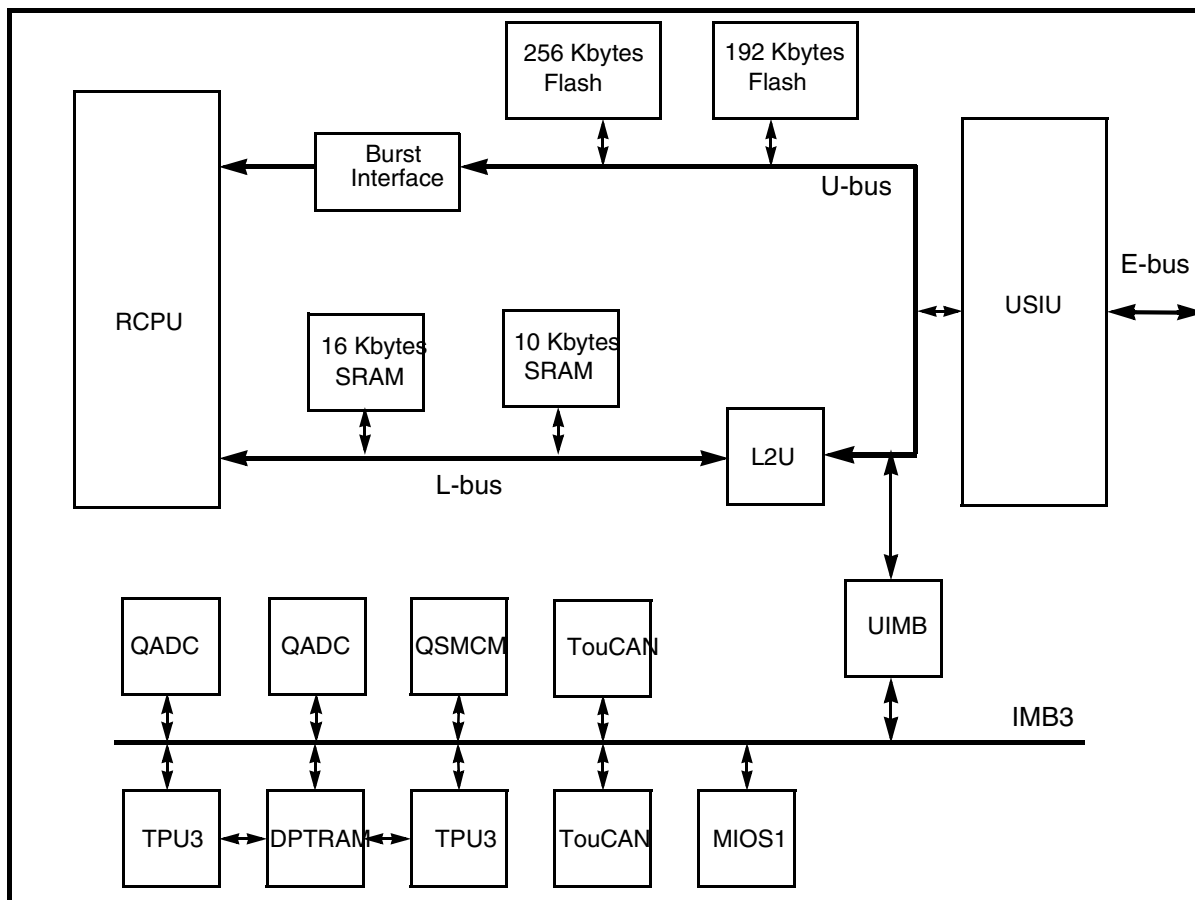 256 Kbytes
Flash
192 Kbytes
Flash
Burst
Interface
U-bus
E-bus
RCPU
USIU
16 Kbytes
SRAM
10 Kbytes
SRAM
L2U
L-bus
UIMB
QADC
QADC
QSMCM
TouCAN
IMB3
TPU3
DPTRAM
TPU3
TouCAN
MIOS1